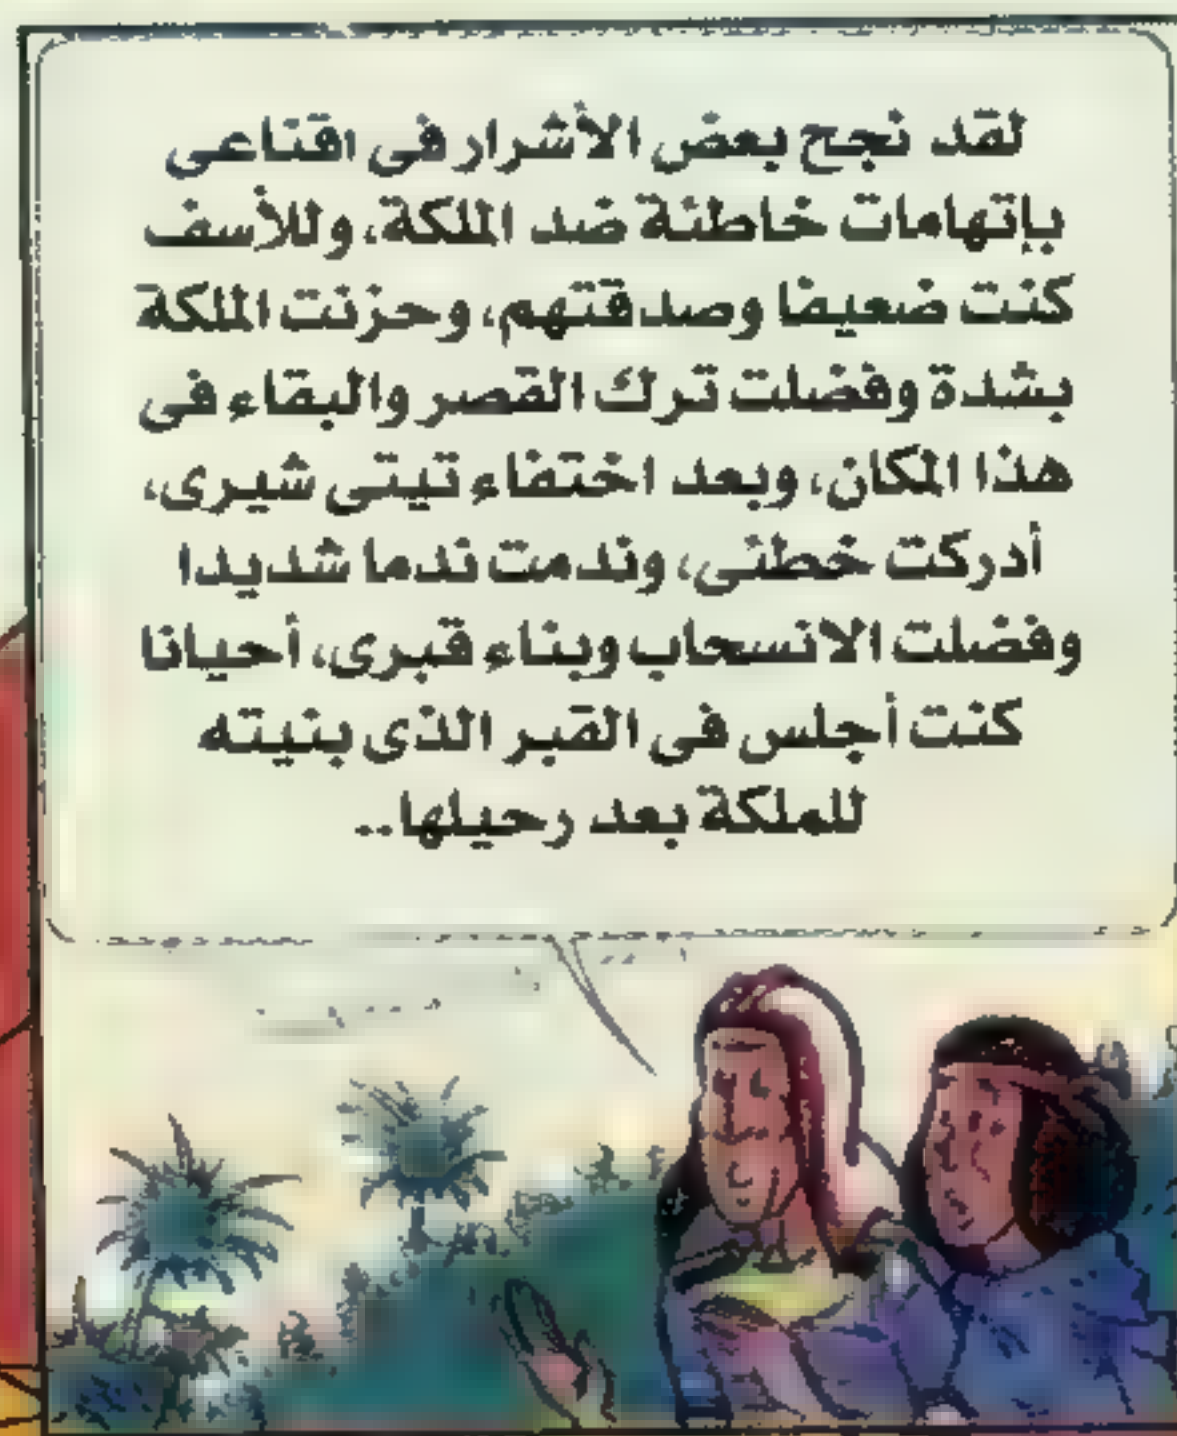 لقد نجح بعض الأشرار فى اقناعى
بإتهامات خاطئة ضد الملكة، وللأسف
كنت ضعيفا وصدقتهم، وحزنت الملكة
بشدة وفضلت ترك القصر والبقاء فى
هذا المكان، وبعد اختفاء تيتى شيرى،
أدركت خطئى، وندمت ندما شديدا
وفضلت الانسحاب وبناء قبرى، أحيانا
كنت أجلس فى القبر الذى بنيته
للملكة بعد رحيلها..